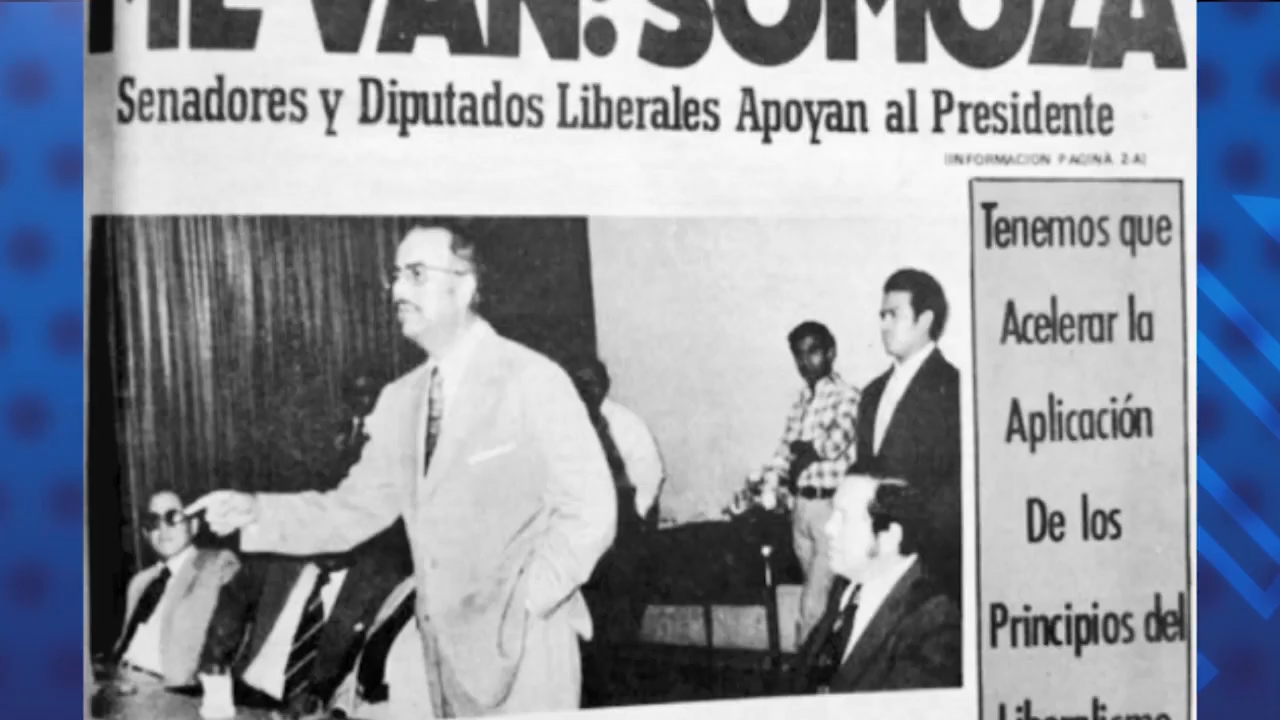 ME VAN: SOMOZA
Senadores y Diputados Liberales Apoyan al Presidente
(INFORMACION PAGINA 2-A)
Tenemos que
Acelerar la
Aplicación
De los
Principios del
Liberalismo